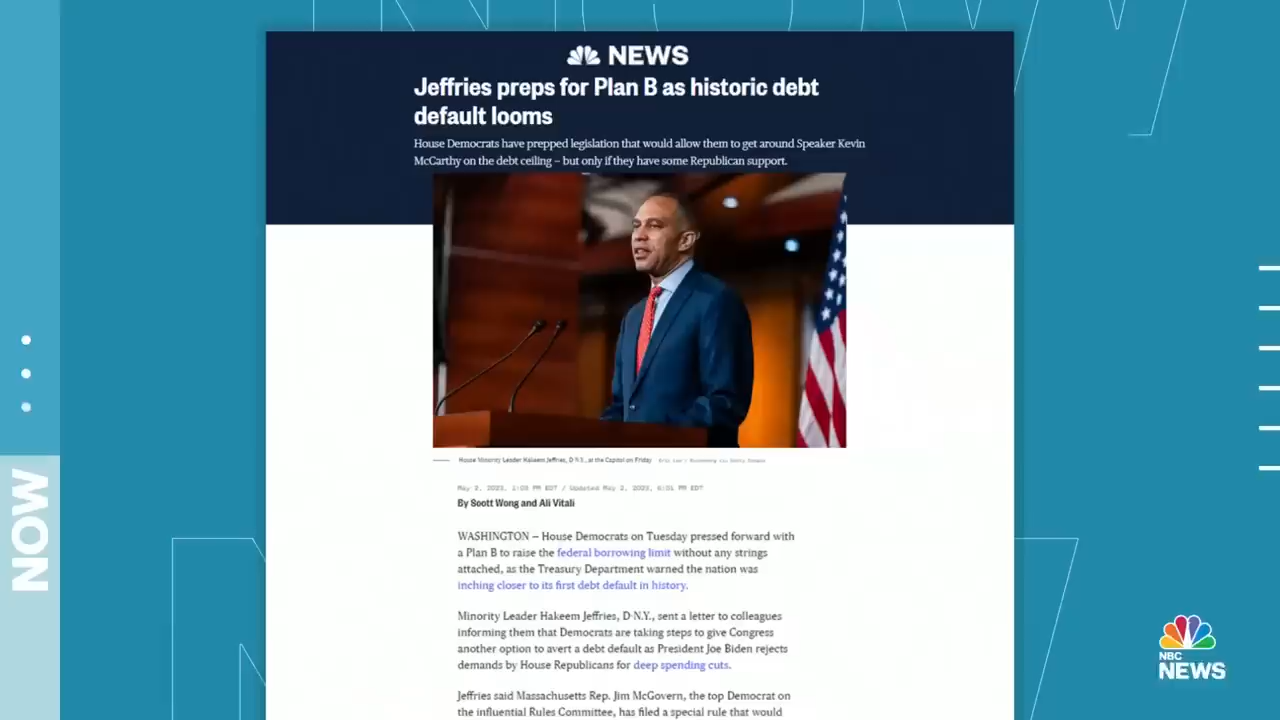 NEWS
Jeffries preps for Plan B as historic debt
default looms
House Democrats have prepped legislation that would allow them to get around Speaker Kevin
McCarthy on the debt ceiling – but only if they have some Republican support.
House Minority Leader Hakeem Jeffries, D-N.Y., at the Capitol on Friday
May 2, 2023, 1:00 PM EDT / Updated May 2, 2023, 6:01 PM EDT
By Scott Wong and Ali Vitali
WASHINGTON — House Democrats on Tuesday pressed forward with
a Plan B to raise the federal borrowing limit without any strings
attached, as the Treasury Department warned the nation was
inching closer to its first debt default in history.
Minority Leader Hakeem Jeffries, D-N.Y., sent a letter to colleagues
informing them that Democrats are taking steps to give Congress
another option to avert a debt default as President Joe Biden rejects
demands by House Republicans for deep spending cuts.
Jeffries said Massachusetts Rep. Jim McGovern, the top Democrat on
the influential Rules Committee, has filed a special rule that would
NOW
NOW
NBC
NEWS